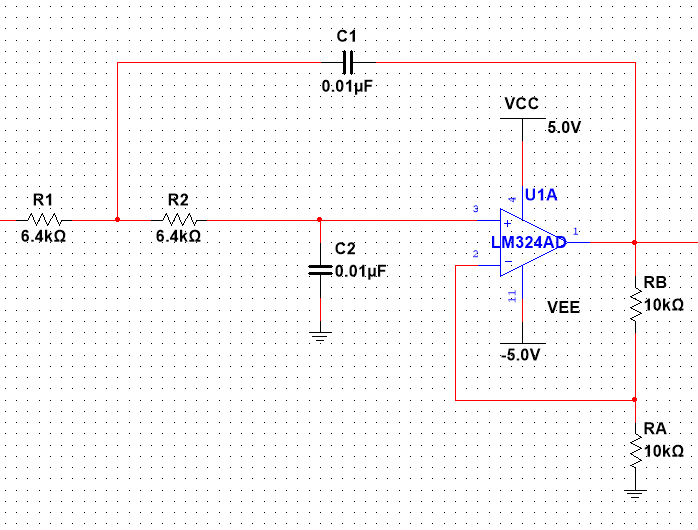 C1
0.01µF
VCC
5.0V
R1
6.4kΩ
R2
6.4kΩ
3
4
U1A
+
LM324AD
1
2
−
11
C2
0.01µF
VEE
-5.0V
RB
10kΩ
RA
10kΩ